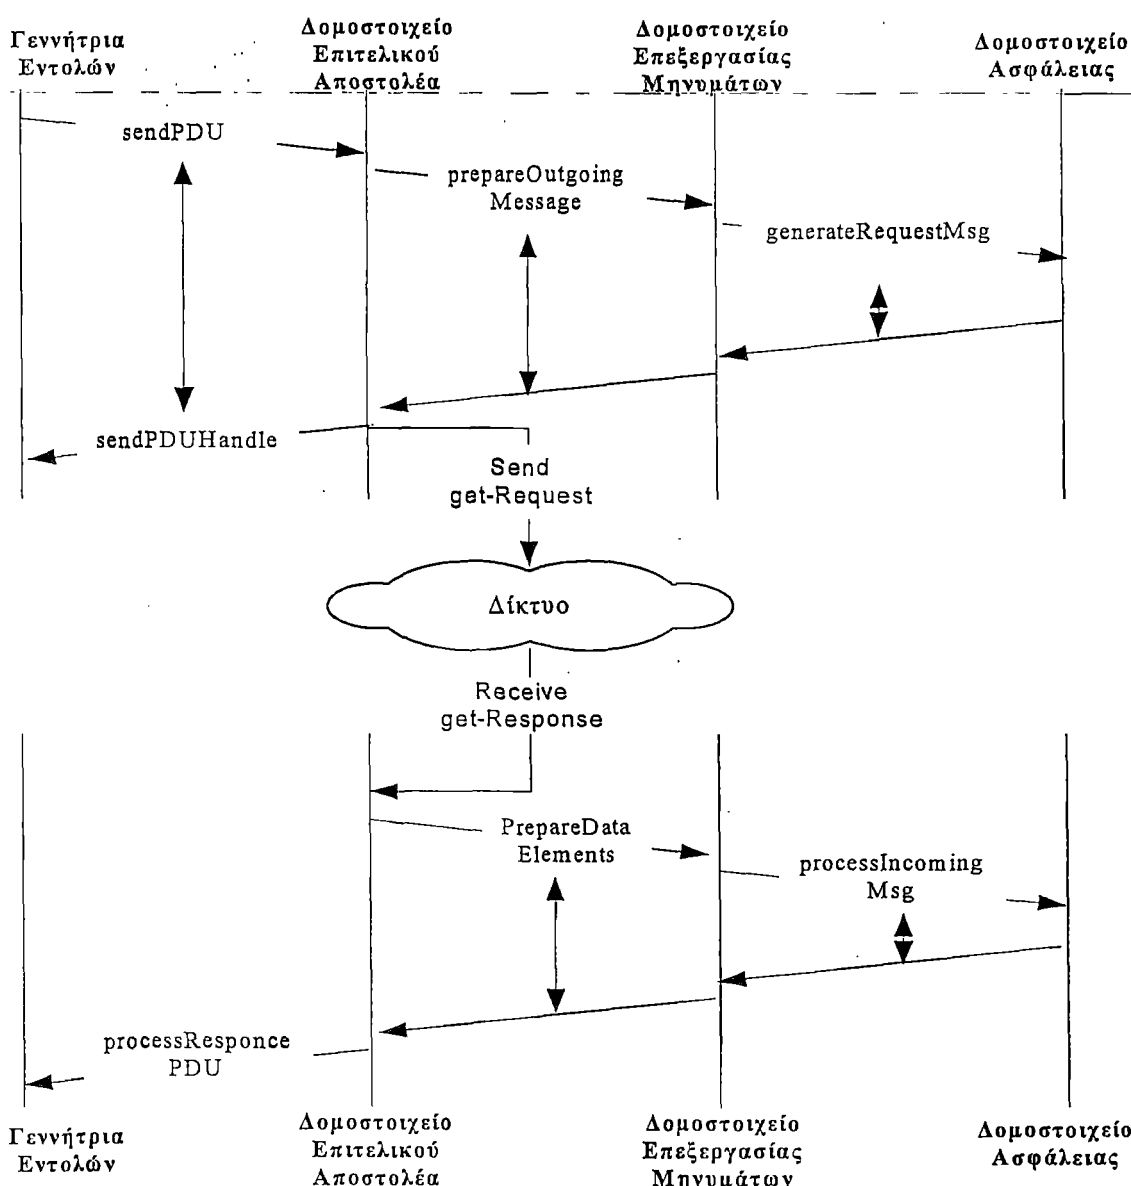 Γεννήτρια
Εντολών
Δομοστοιχείο
Επιτελικού
Αποστολέα
Δομοστοιχείο
Επεξεργασίας
Μηνυμάτων
Δομοστοιχείο
Ασφάλειας
sendPDU
prepareOutgoing
Message
generateRequestMsg
sendPDUHandle
Send
get-Request
Δίκτυο
Receive
get-Response
PrepareData
Elements
processIncoming
Msg
processResponce
PDU
Γεννήτρια
Εντολών
Δομοστοιχείο
Επιτελικού
Αποστολέα
Δομοστοιχείο
Επεξεργασίας
Μηνυμάτων
Δομοστοιχείο
Ασφάλειας